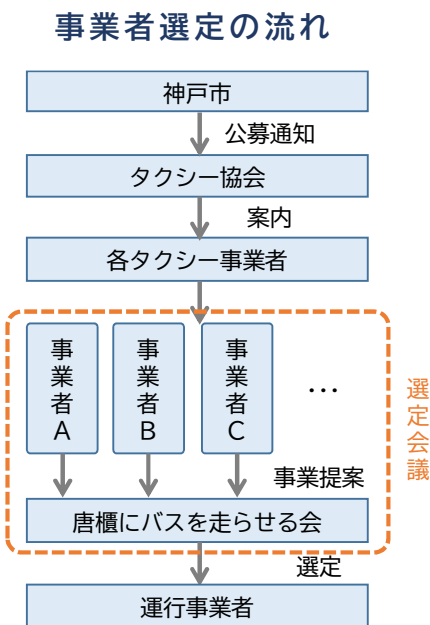 事業者選定の流れ
神戸市
公募通知
タクシー協会
案内
各タクシー事業者
事業者A
事業者B
事業者C
…
選定会議
事業提案
唐櫃にバスを走らせる会
選定
運行事業者